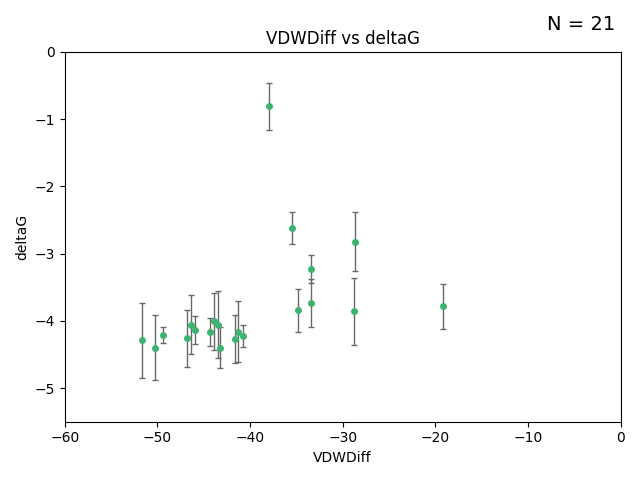 N = 21
VDWDiff vs deltaG
0
−1
−2
−3
−4
−5
deltaG
−60 −50 −40 −30 −20 −10 0
VDWDiff